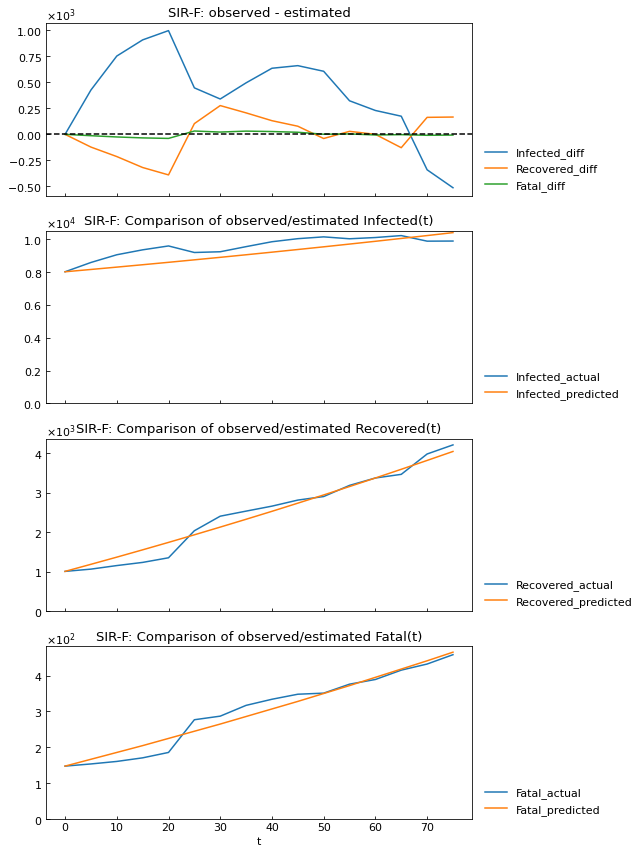 SIR-F: observed - estimated
×10³
1.00
0.75
0.50
0.25
0.00
−0.25
−0.50
Infected_diff
Recovered_diff
Fatal_diff
SIR-F: Comparison of observed/estimated Infected(t)
×10⁴
1.0
0.8
0.6
0.4
0.2
0.0
Infected_actual
Infected_predicted
SIR-F: Comparison of observed/estimated Recovered(t)
×10³
4
3
2
1
0
Recovered_actual
Recovered_predicted
SIR-F: Comparison of observed/estimated Fatal(t)
×10²
4
3
2
1
0
Fatal_actual
Fatal_predicted
0 10 20 30 40 50 60 70
t